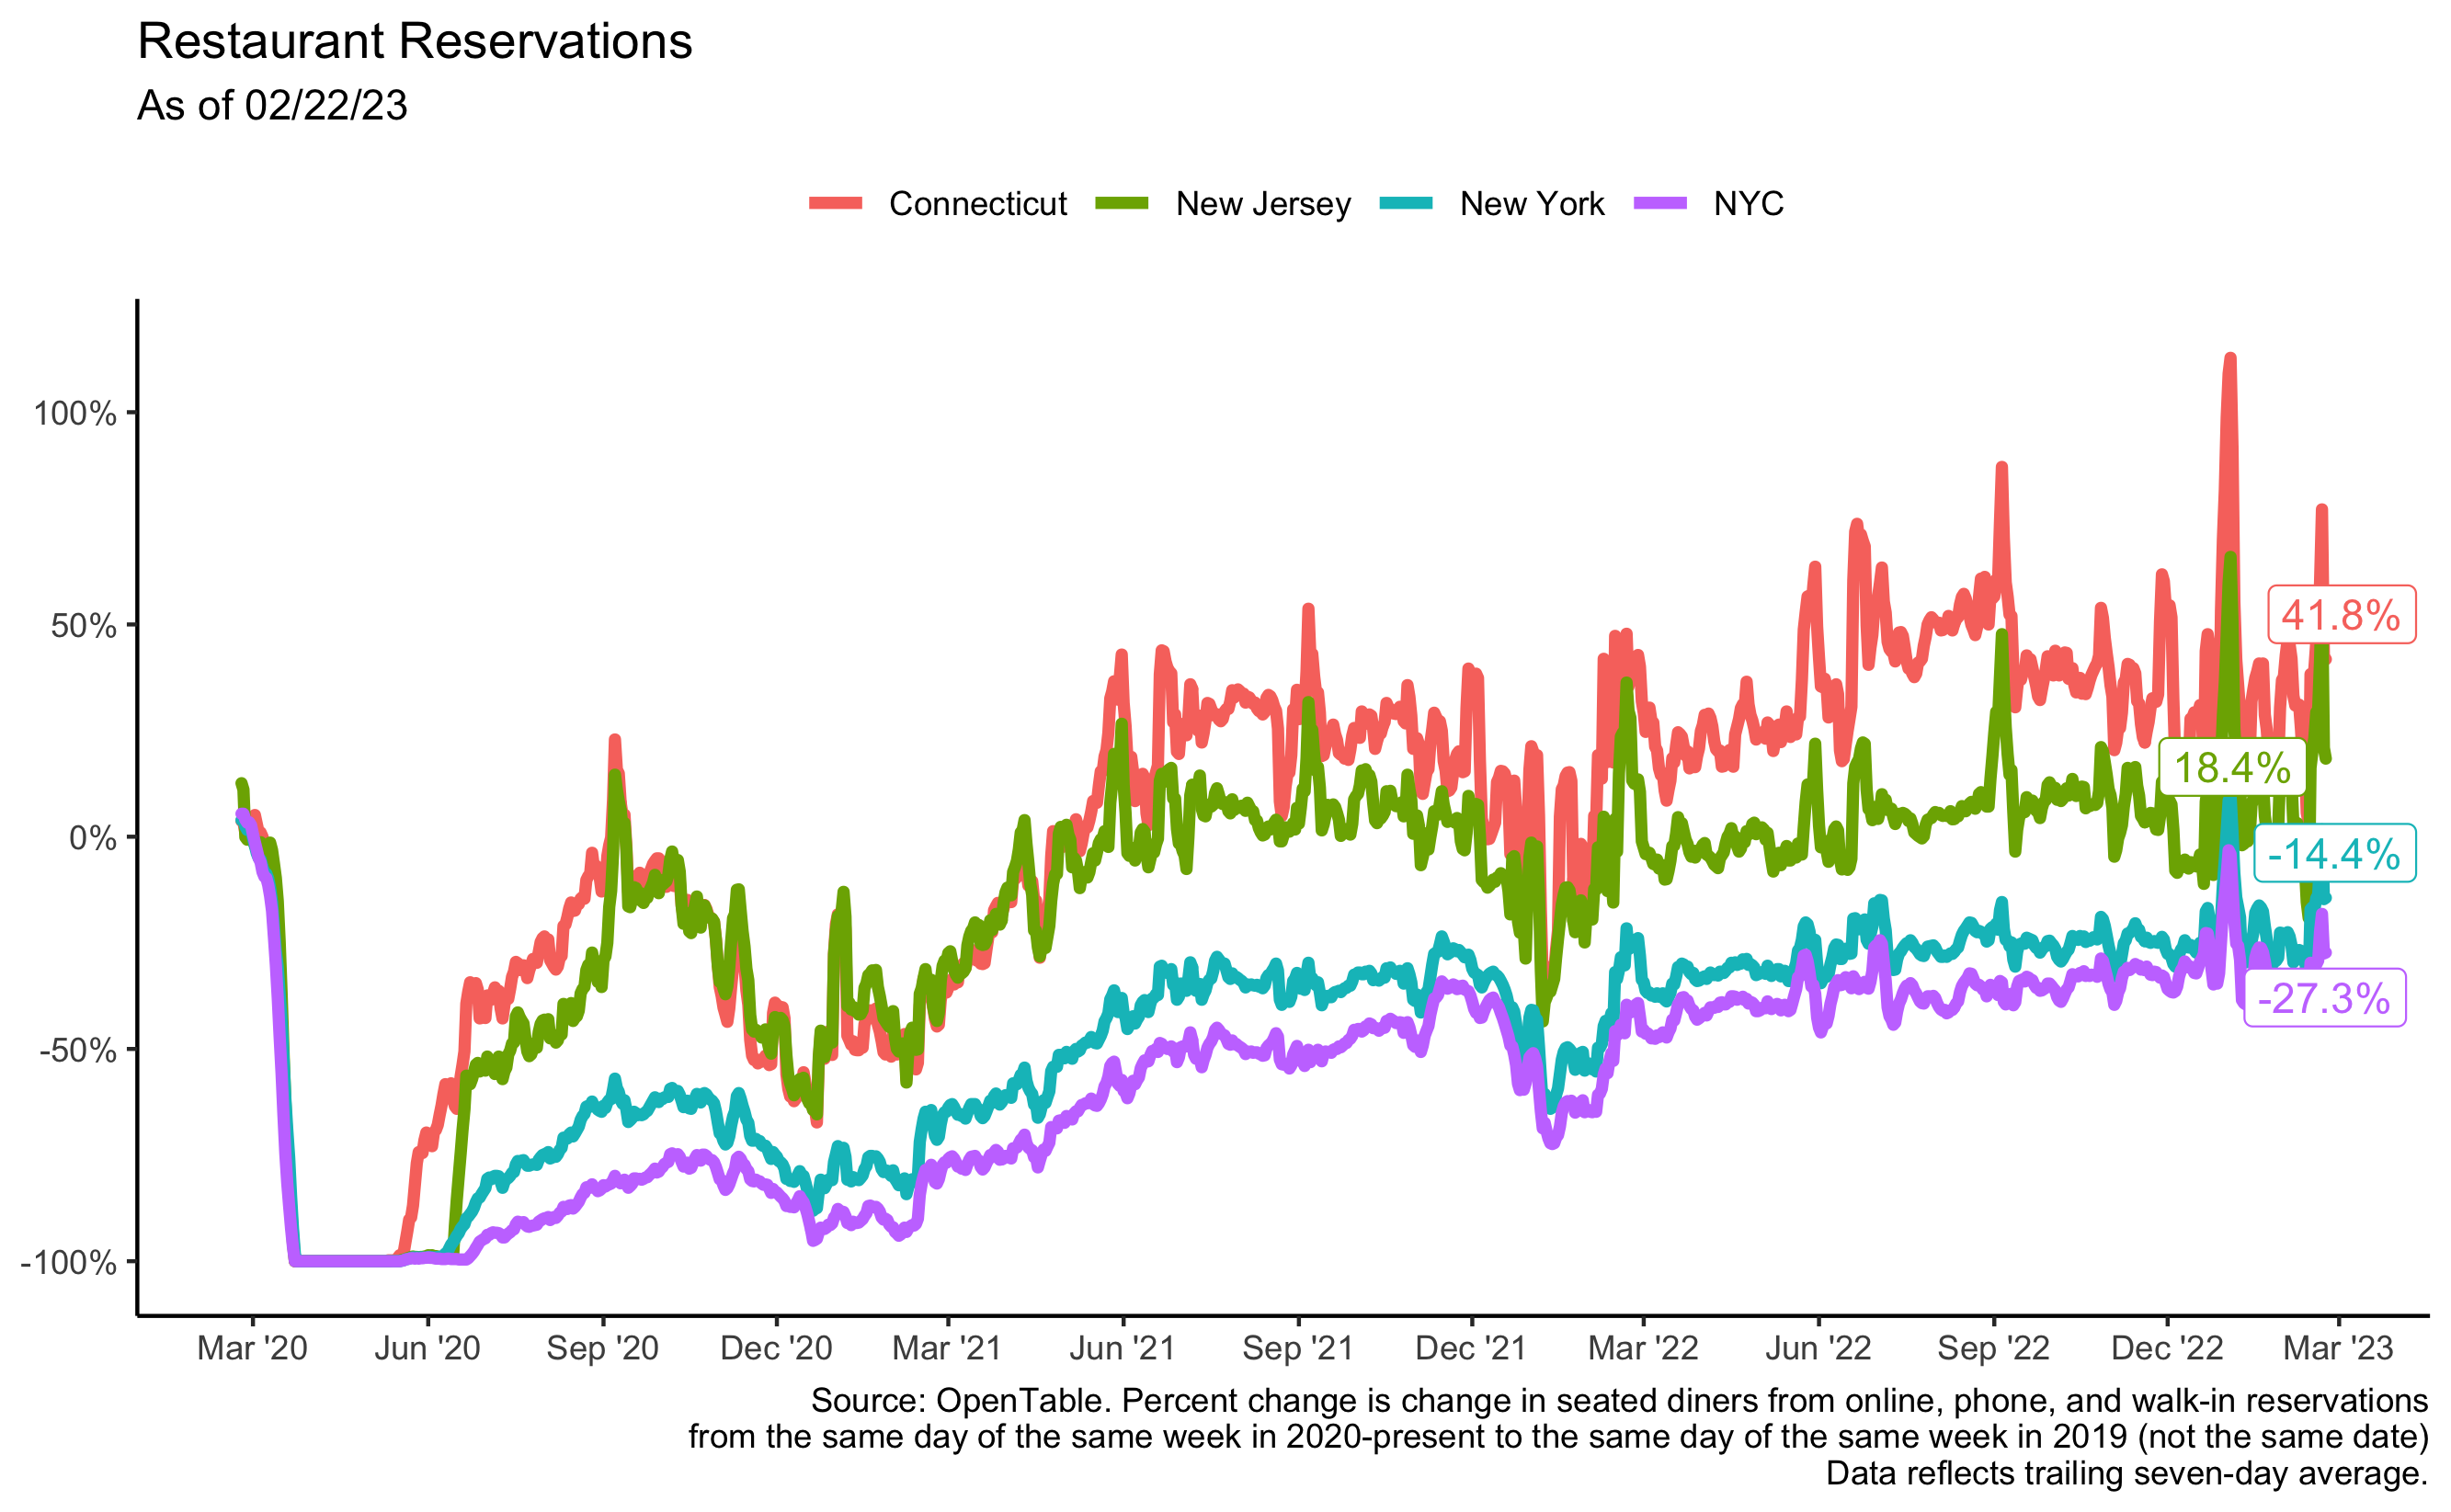 Restaurant Reservations
As of 02/22/23
Connecticut New Jersey New York NYC
100%
50%
0%
-50%
-100%
41.8%
18.4%
-14.4%
-27.3%
Mar '20 Jun '20 Sep '20 Dec '20 Mar '21 Jun '21 Sep '21 Dec '21 Mar '22 Jun '22 Sep '22 Dec '22 Mar '23
Source: OpenTable. Percent change is change in seated diners from online, phone, and walk-in reservations
from the same day of the same week in 2020-present to the same day of the same week in 2019 (not the same date)
Data reflects trailing seven-day average.